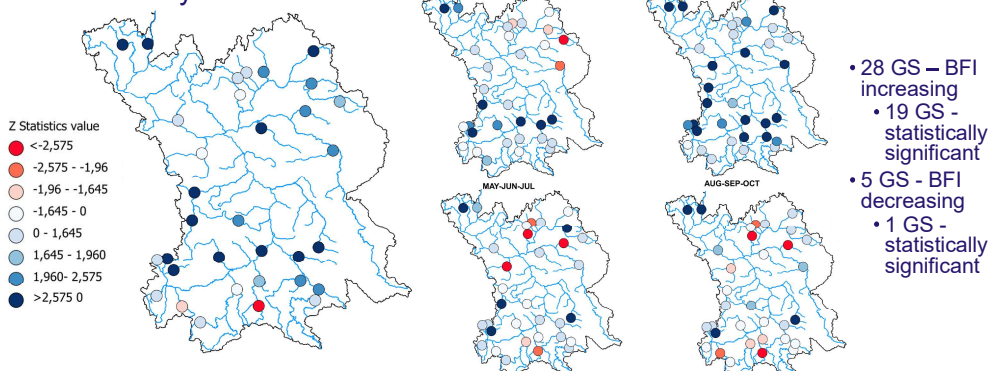 Z Statistics value
<-2,575
-2,575 - -1,96
-1,96 - -1,645
-1,645 - 0
0 - 1,645
1,645 - 1,960
1,960- 2,575
>2,575 0
MAY-JUN-JUL
AUG-SEP-OCT
• 28 GS – BFI
increasing
• 19 GS -
statistically
significant
• 5 GS - BFI
decreasing
• 1 GS -
statistically
significant